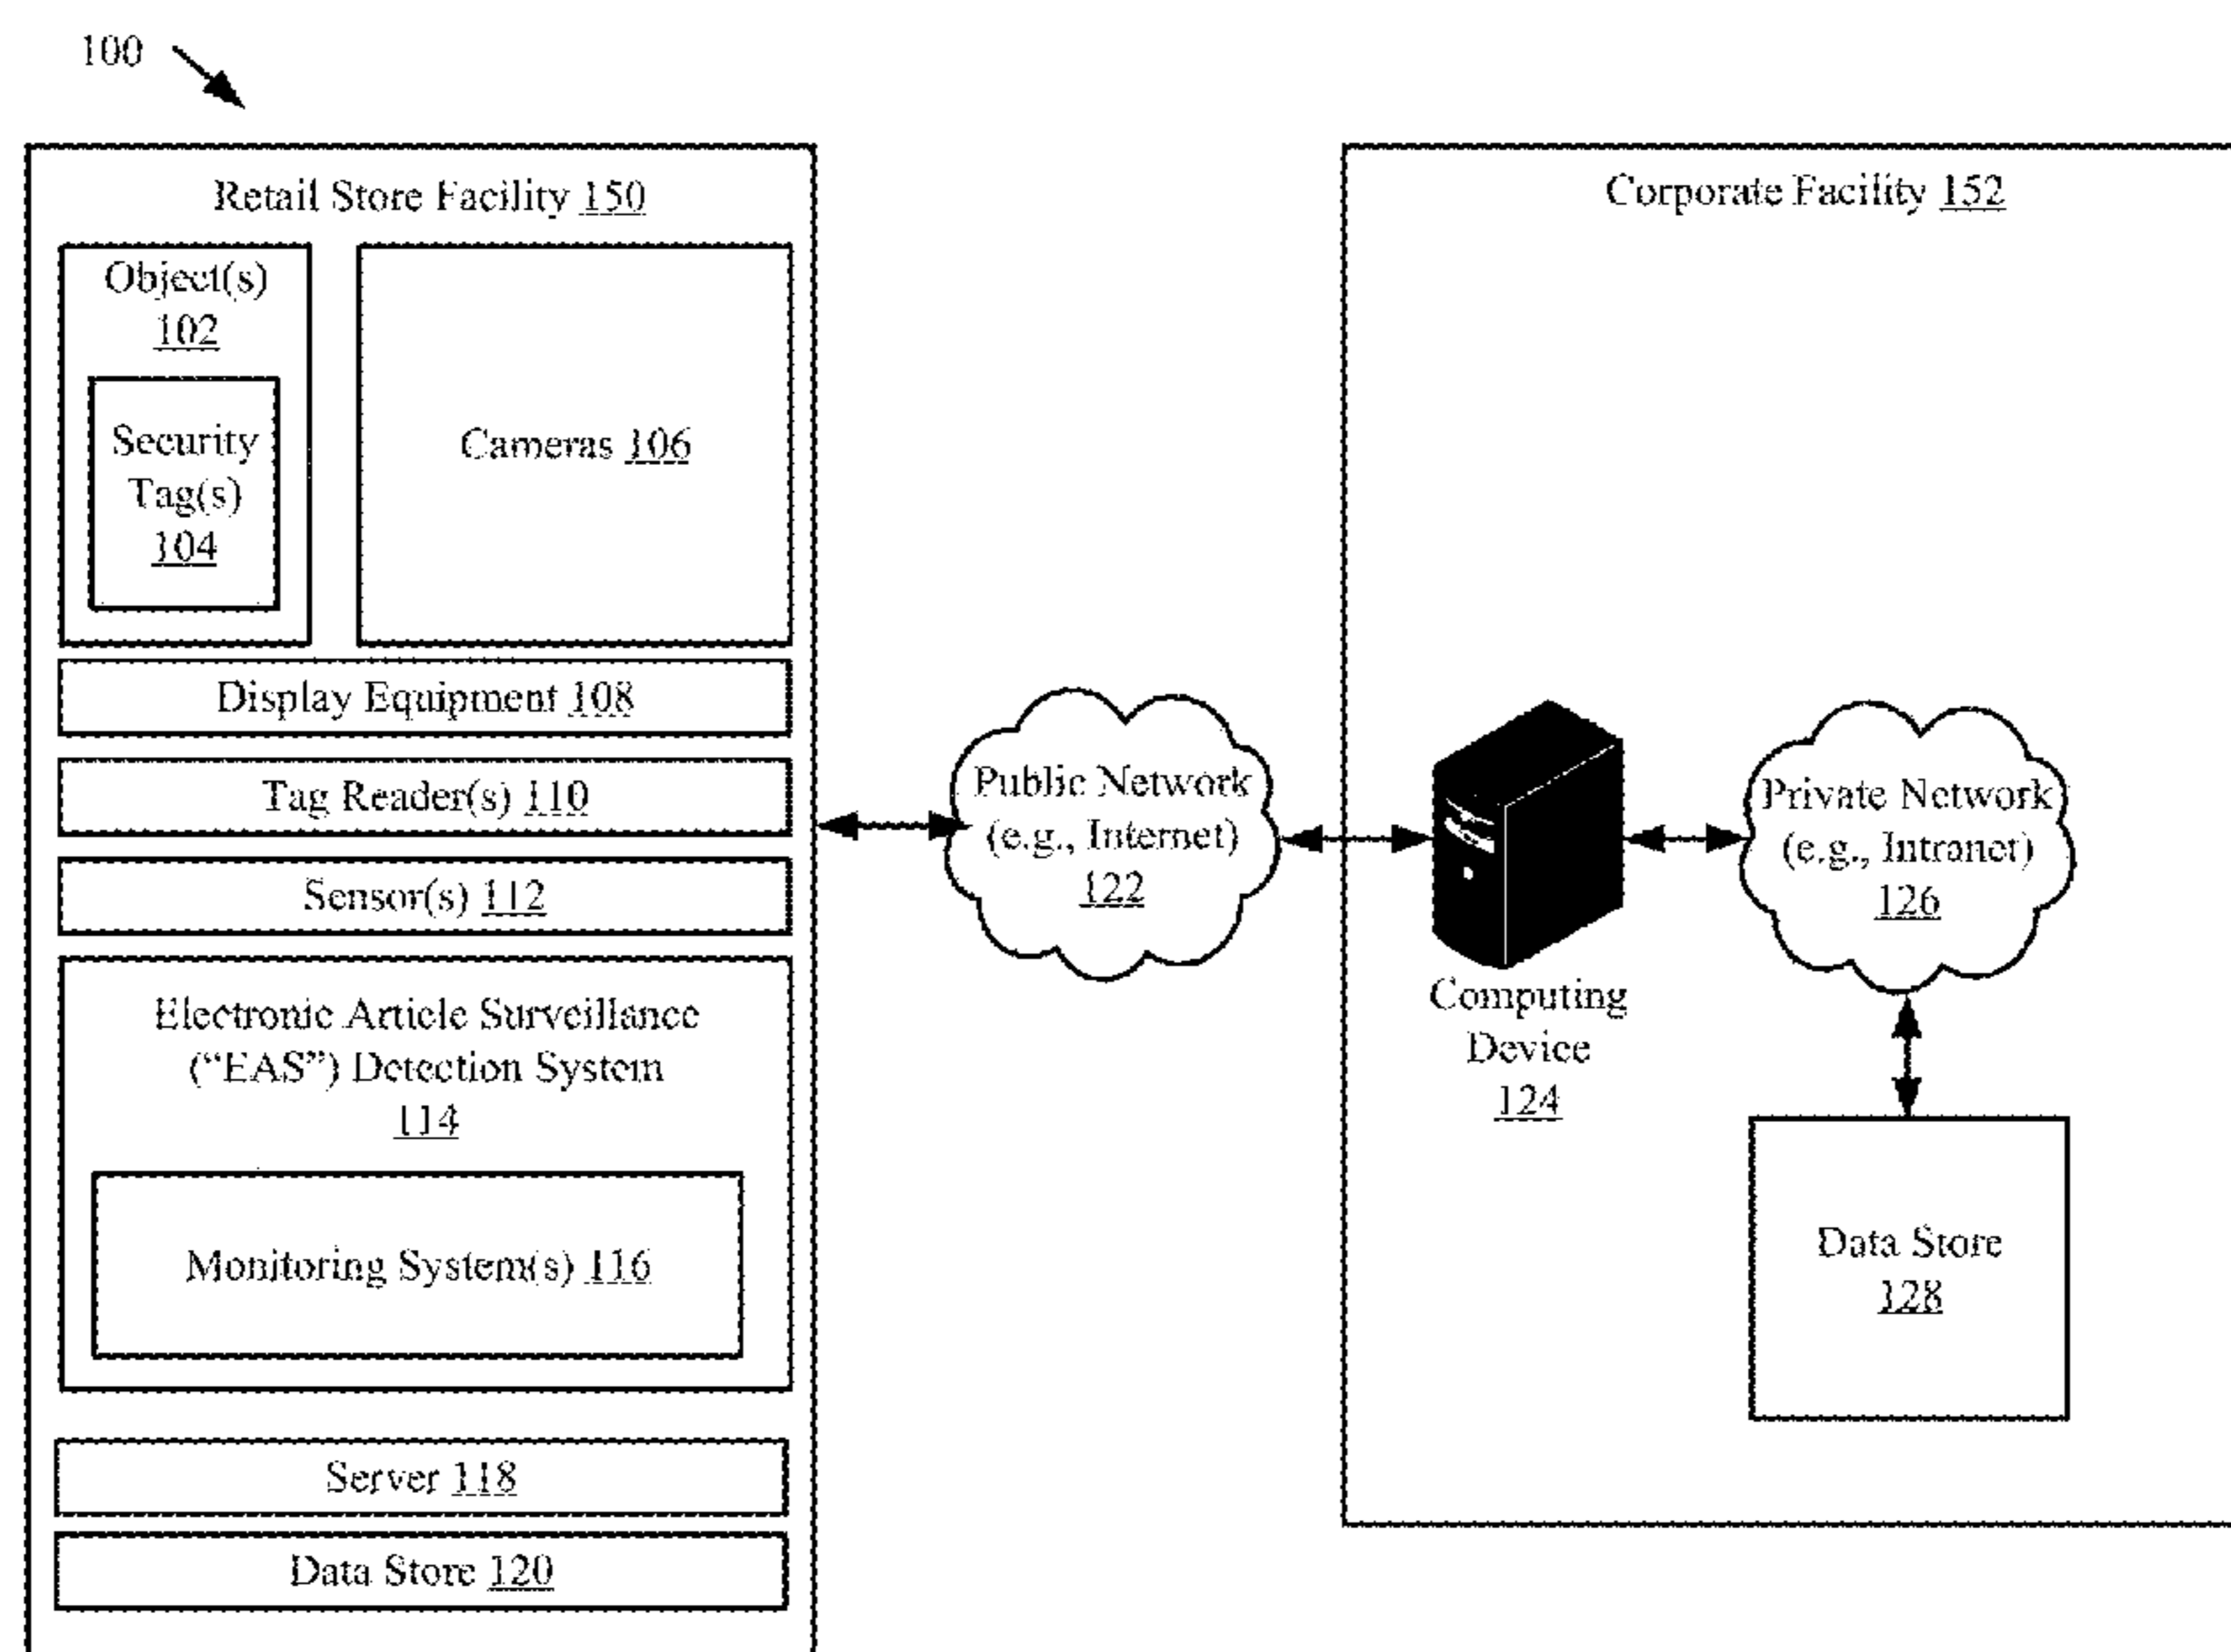 100
Retail Store Facility 150
Object(s)
102
Security
Tag(s)
104
Cameras 106
Display Equipment 108
Tag Reader(s) 110
Sensor(s) 112
Electronic Article Surveillance
(“EAS”) Detection System
114
Monitoring System(s) 116
Server 118
Data Store 120
Public Network
(e.g., Internet)
122
Corporate Facility 152
Computing
Device
124
Private Network
(e.g., Intranet)
126
Data Store
128